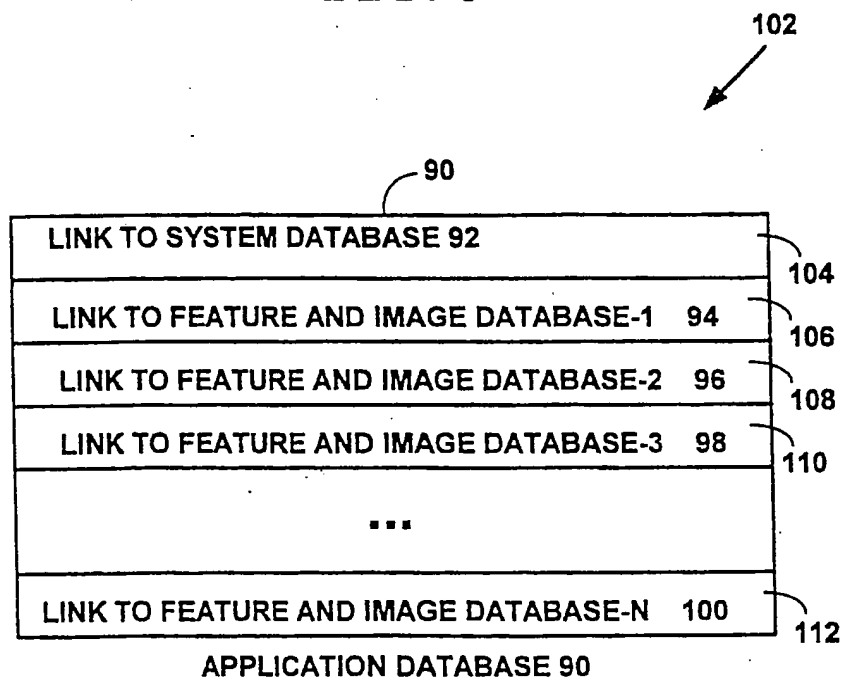 102
90
LINK TO SYSTEM DATABASE 92
104
LINK TO FEATURE AND IMAGE DATABASE-1 94
106
LINK TO FEATURE AND IMAGE DATABASE-2 96
108
LINK TO FEATURE AND IMAGE DATABASE-3 98
110
...
LINK TO FEATURE AND IMAGE DATABASE-N 100
112
APPLICATION DATABASE 90